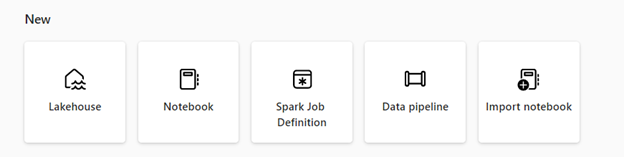 New
Lakehouse
Notebook
Spark Job
Definition
Data pipeline
Import notebook